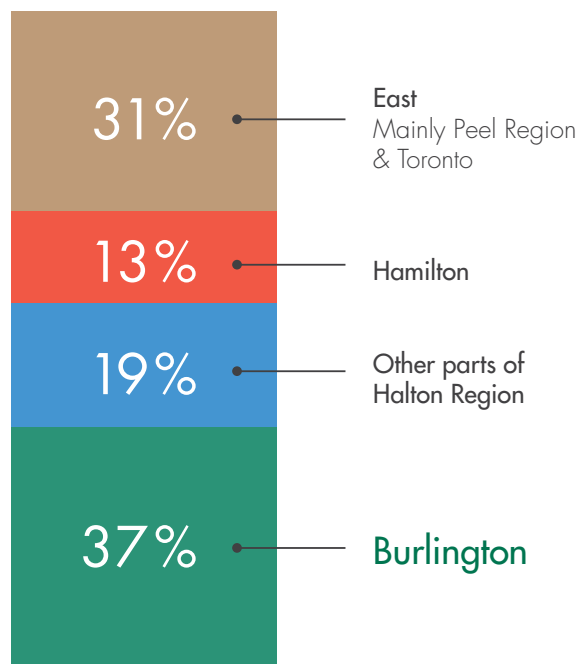 31%
East
Mainly Peel Region
& Toronto
13%
Hamilton
19%
Other parts of
Halton Region
37%
Burlington